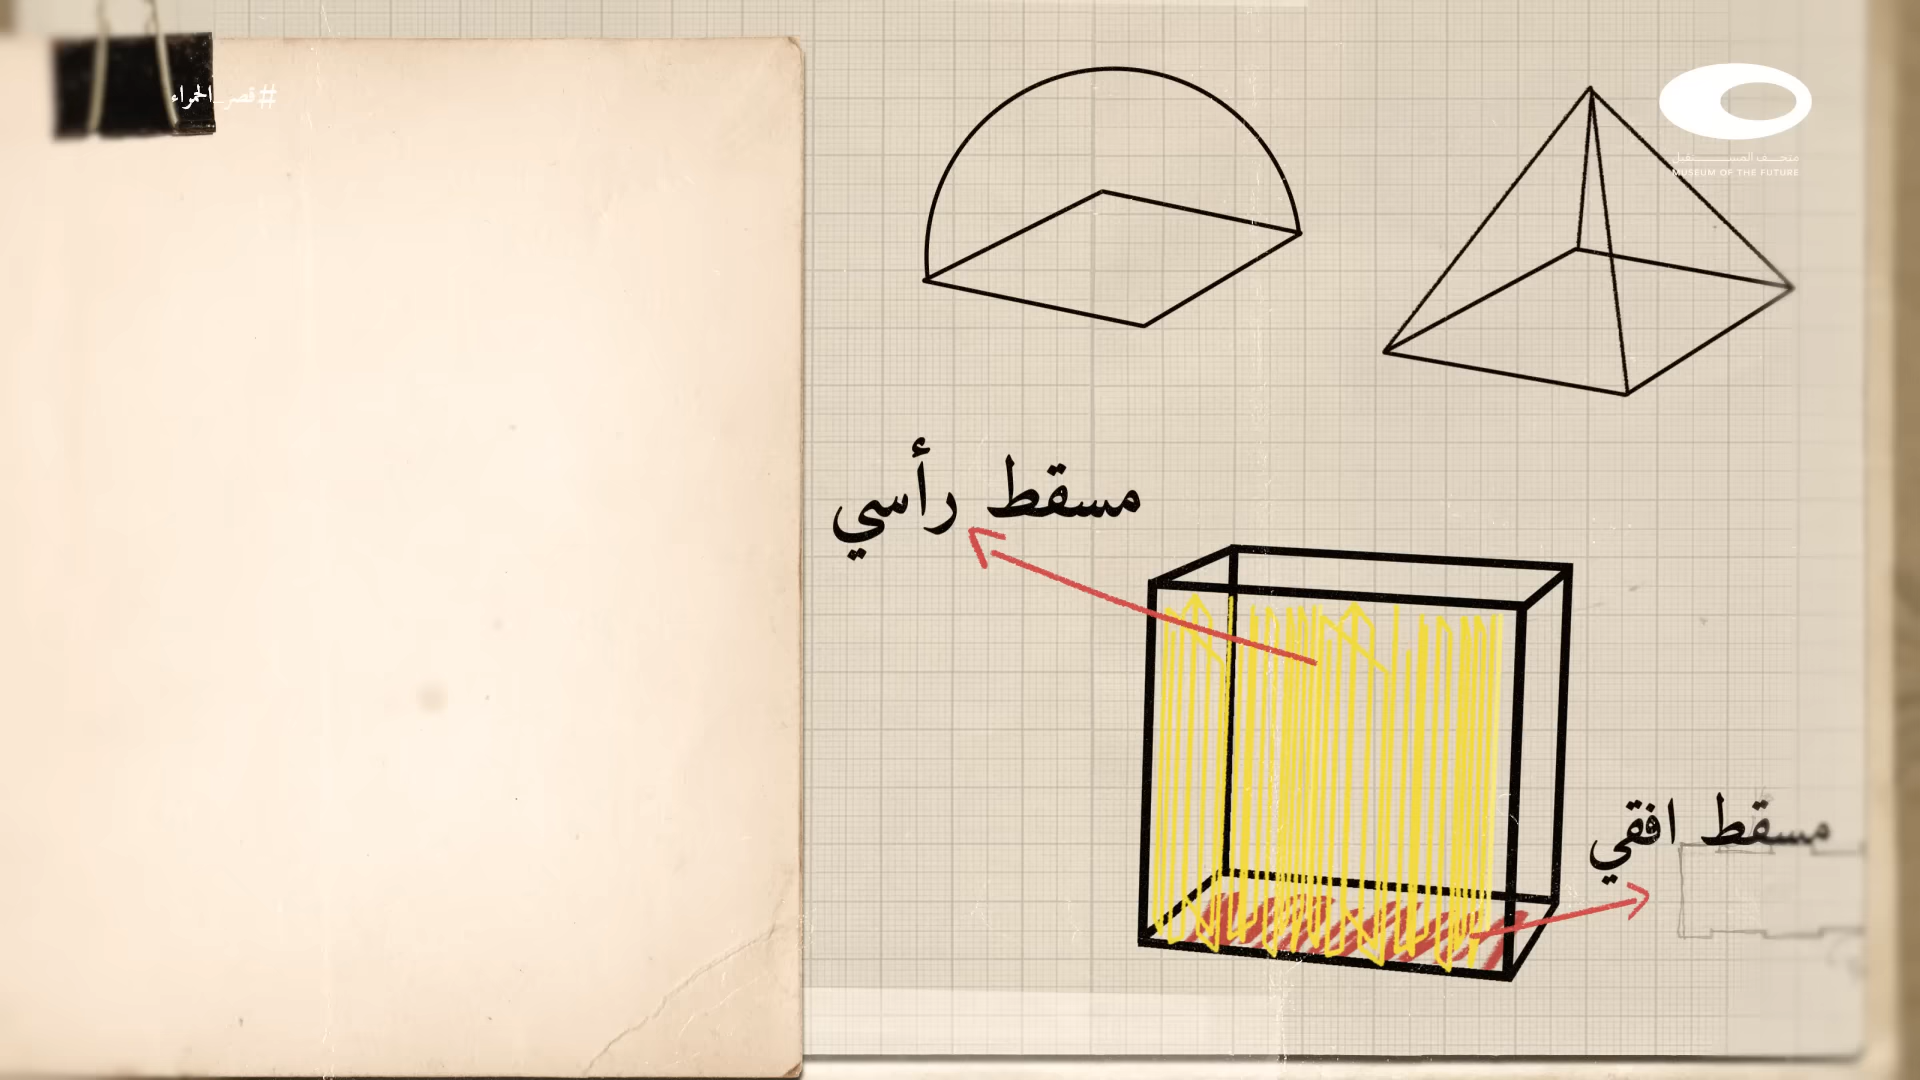 #قصر_الحمراء
متحف المستقبل
MUSEUM OF THE FUTURE
مسقط رأسي
مسقط افقي